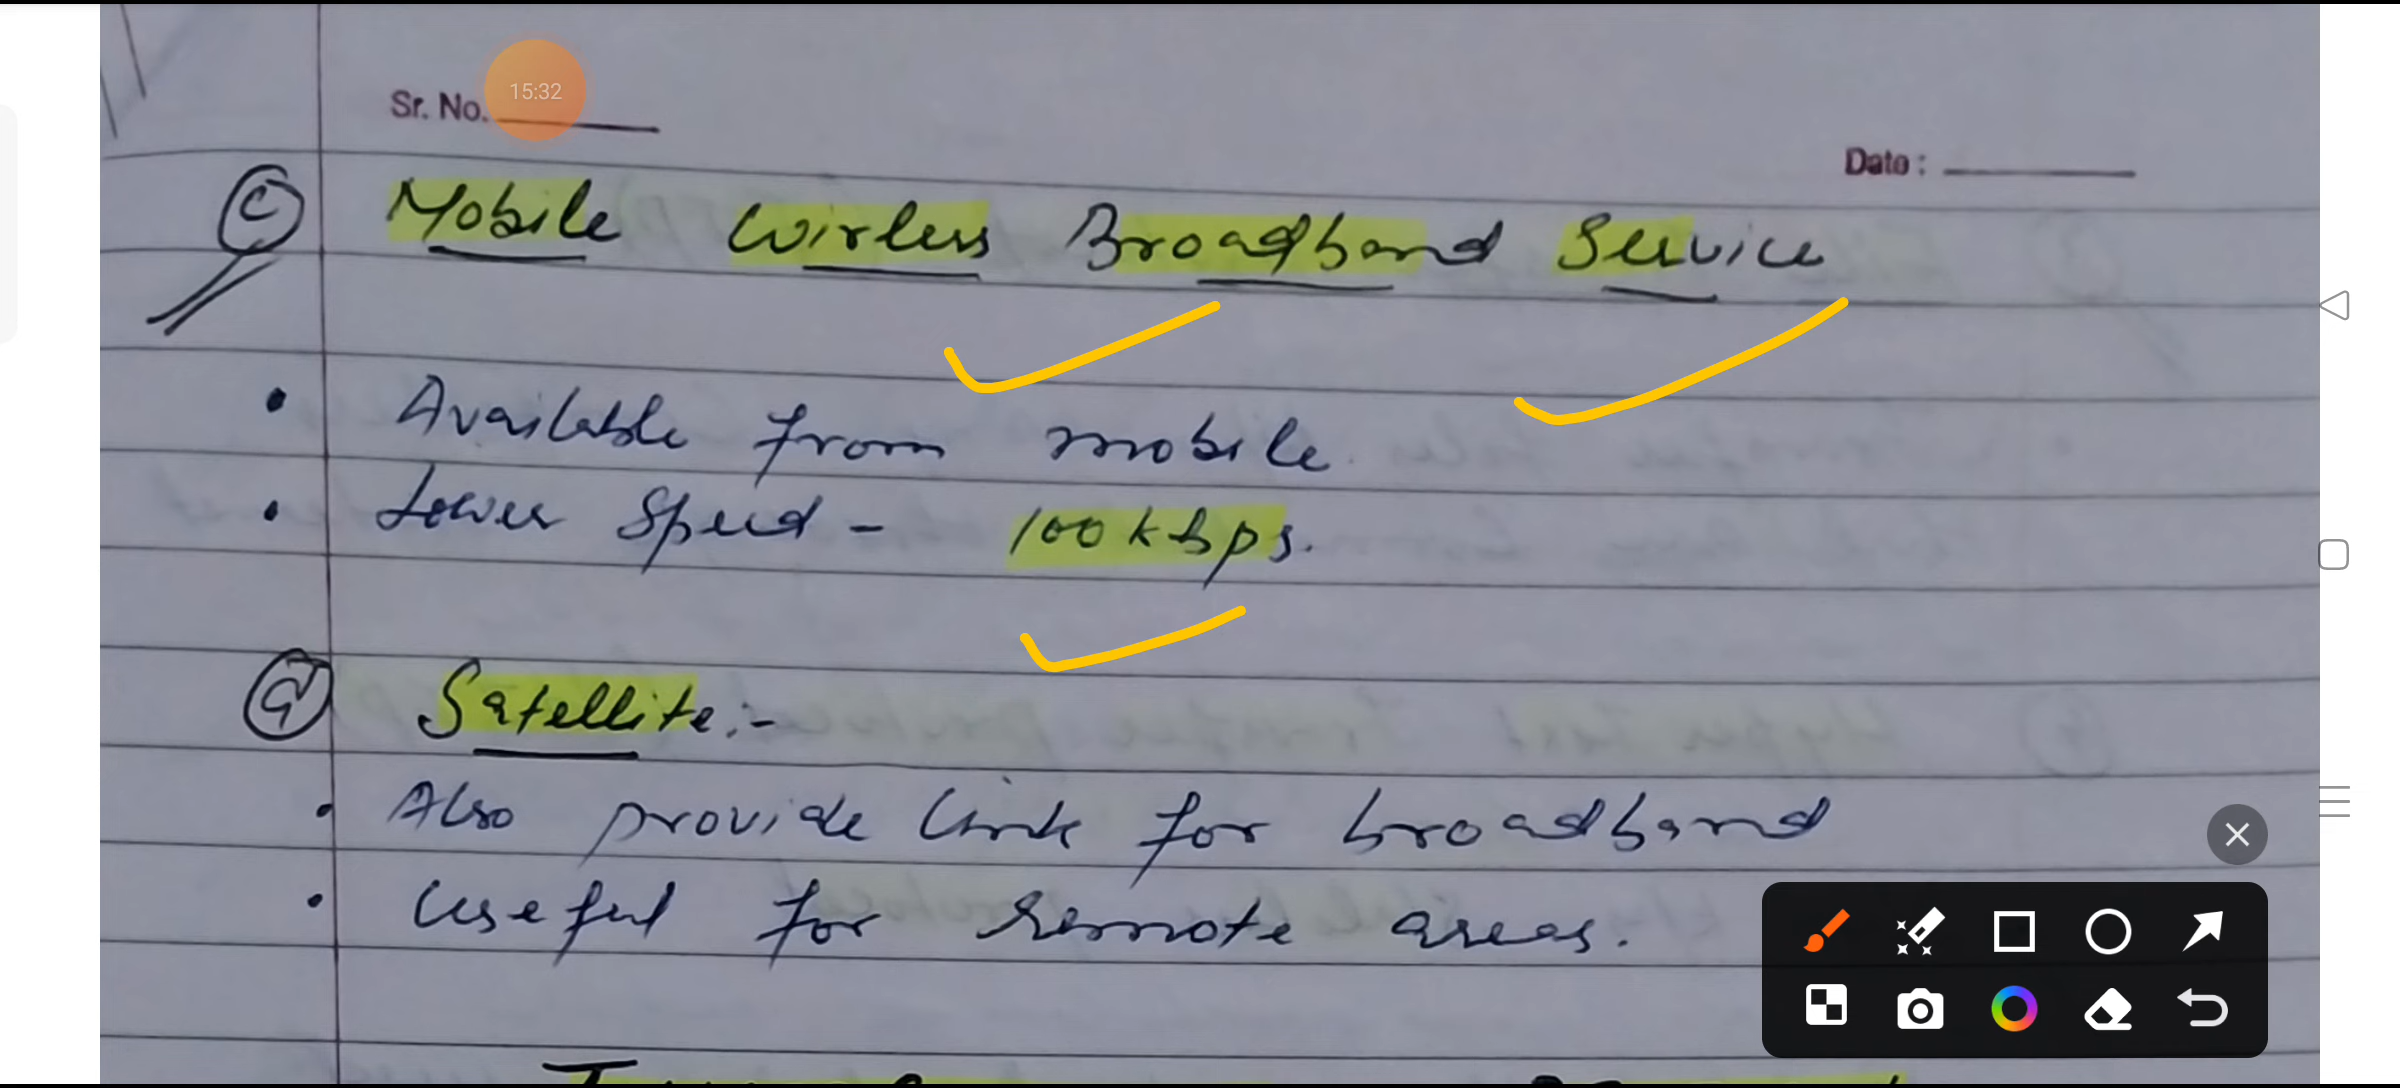 15:32
Sr. No.
Date :
(C) Mobile Wirless Broadband Service
• Available from mobile.
• Lower Speed - 100 kbps.
(d) Satellite :-
• Also provide link for broadband
• Useful for remote areas.